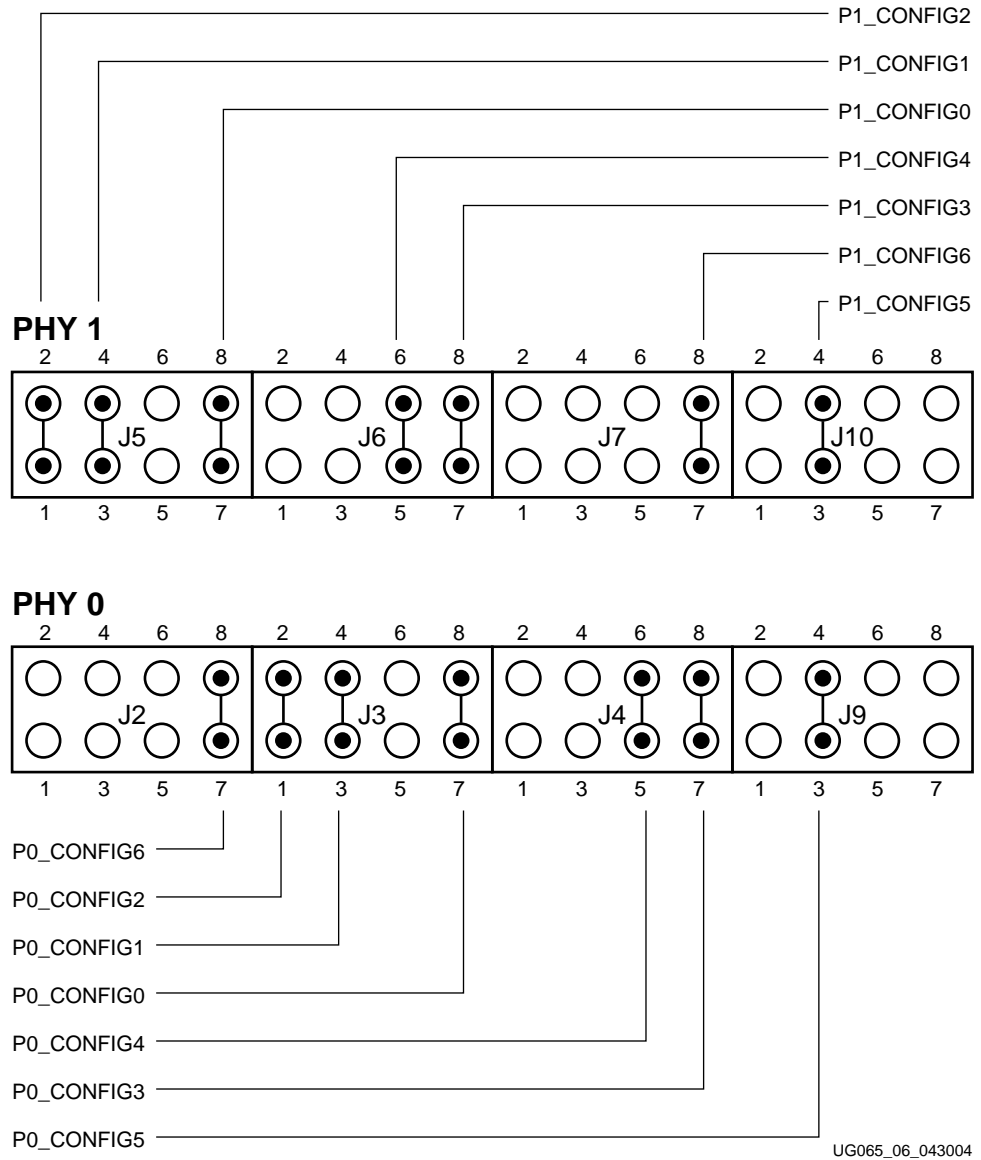 P1_CONFIG2
P1_CONFIG1
P1_CONFIG0
P1_CONFIG4
P1_CONFIG3
P1_CONFIG6
P1_CONFIG5
PHY 1
2 4 6 8 2 4 6 8 2 4 6 8 2 4 6 8
J5 J6 J7 J10
1 3 5 7 1 3 5 7 1 3 5 7 1 3 5 7
PHY 0
2 4 6 8 2 4 6 8 2 4 6 8 2 4 6 8
J2 J3 J4 J9
1 3 5 7 1 3 5 7 1 3 5 7 1 3 5 7
P0_CONFIG6
P0_CONFIG2
P0_CONFIG1
P0_CONFIG0
P0_CONFIG4
P0_CONFIG3
P0_CONFIG5
UG065_06_043004